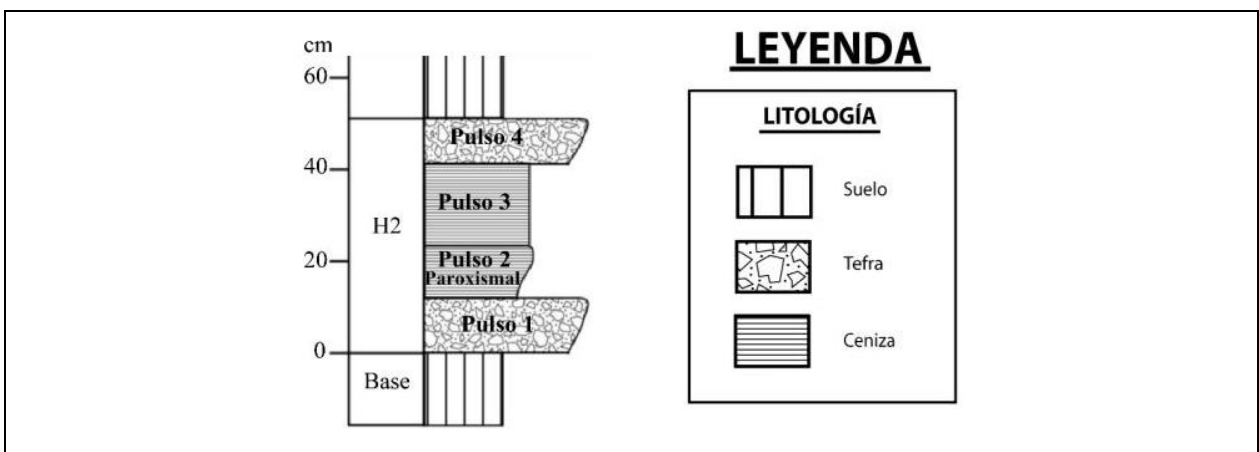 cm
60
40
20
0
H2
Base
Pulso 4
Pulso 3
Pulso 2
Paroxismal
Pulso 1
LEYENDA
LITOLOGÍA
Suelo
Tefra
Ceniza